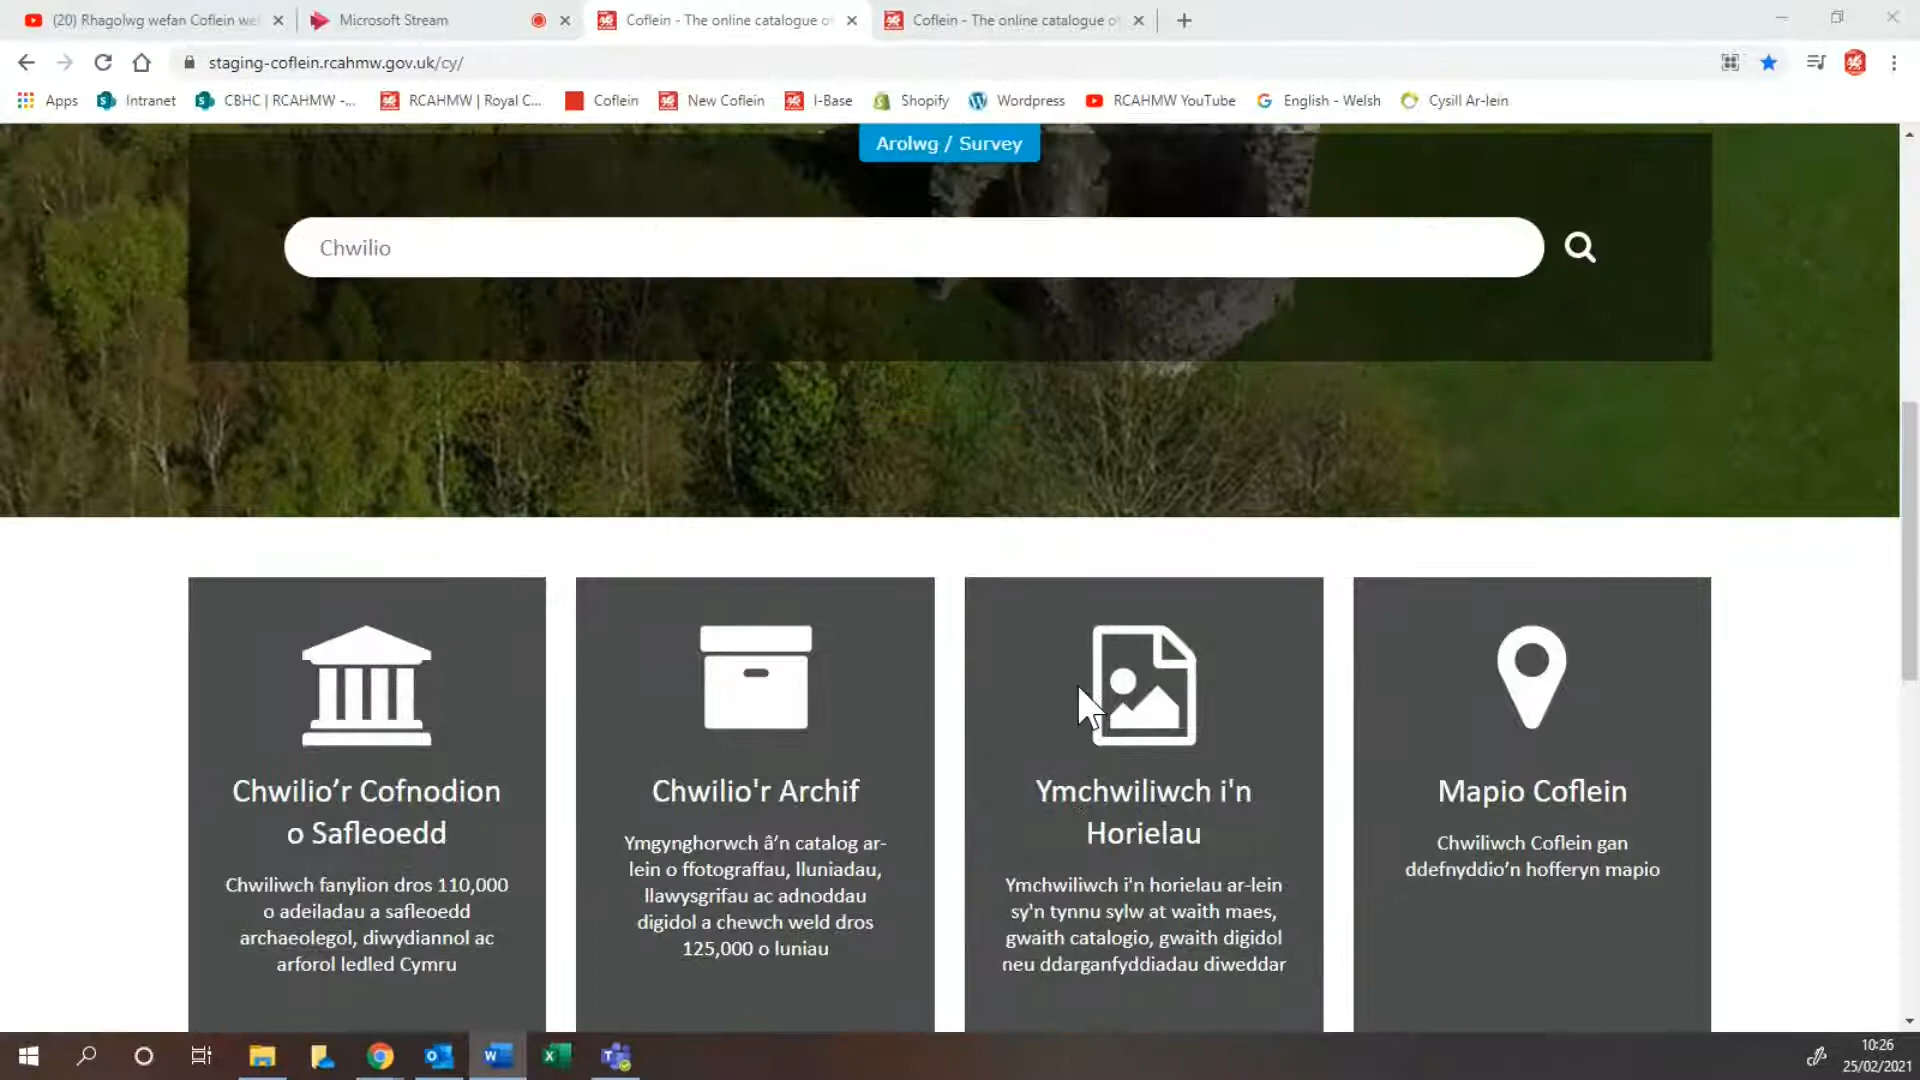 (20) Rhagolwg wefan Coflein we
Microsoft Stream
Coflein - The online catalogue o
Coflein - The online catalogue o
staging-coflein.rcahmw.gov.uk/cy/
Apps
Intranet
CBHC | RCAHMW -...
RCAHMW | Royal C...
Coflein
New Coflein
I-Base
Shopify
Wordpress
RCAHMW YouTube
English - Welsh
Cysill Ar-lein
Arolwg / Survey
Chwilio
Chwilio’r Cofnodion
o Safleoedd
Chwiliwch fanylion dros 110,000
o adeiladau a safleoedd
archaeolegol, diwydiannol ac
arforol ledled Cymru
Chwilio'r Archif
Ymgynghorwch â’n catalog ar-
lein o ffotograffau, lluniadau,
llawysgrifau ac adnoddau
digidol a chewch weld dros
125,000 o luniau
Ymchwiliwch i'n
Horielau
Ymchwiliwch i'n horielau ar-lein
sy'n tynnu sylw at waith maes,
gwaith catalogio, gwaith digidol
neu ddarganfyddiadau diweddar
Mapio Coflein
Chwiliwch Coflein gan
ddefnyddio’n hofferyn mapio
10:26
25/02/2021